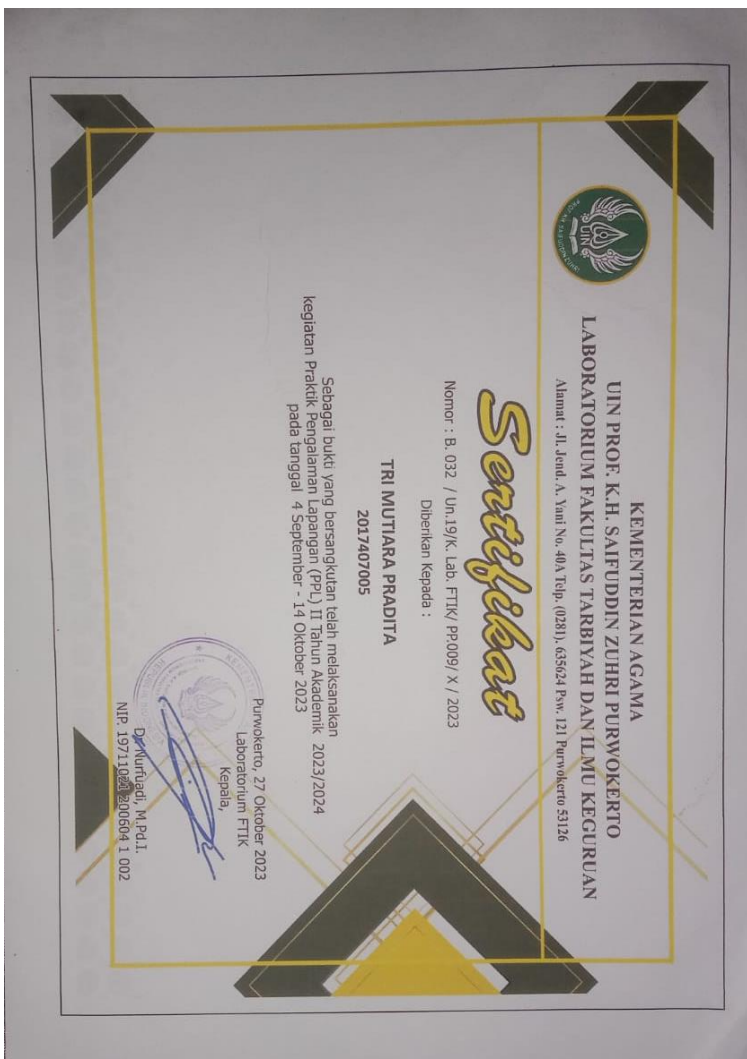 KEMENTERIAN AGAMA
UIN PROF. K.H. SAIFUDDIN ZUHRI PURWOKERTO
LABORATORIUM FAKULTAS TARBIYAH DAN ILMU KEGURUAN
Alamat : Jl. Jend. A. Yani No. 40A Telp. (0281). 635624 Psw. 121 Purwokerto 53126
UIN
Sertifikat
Nomor : B. 032 / Un.19/K. Lab. FTIK/ PP.009/ X / 2023
Diberikan Kepada :
TRI MUTIARA PRADITA
2017407005
Sebagai bukti yang bersangkutan telah melaksanakan
kegiatan Praktik Pengalaman Lapangan (PPL) II Tahun Akademik 2023/2024
pada tanggal 4 September - 14 Oktober 2023
Purwokerto, 27 Oktober 2023
Laboratorium FTIK
Kepala,
Dr. Nurfuadi, M.Pd.I.
NIP. 19711021 200604 1 002